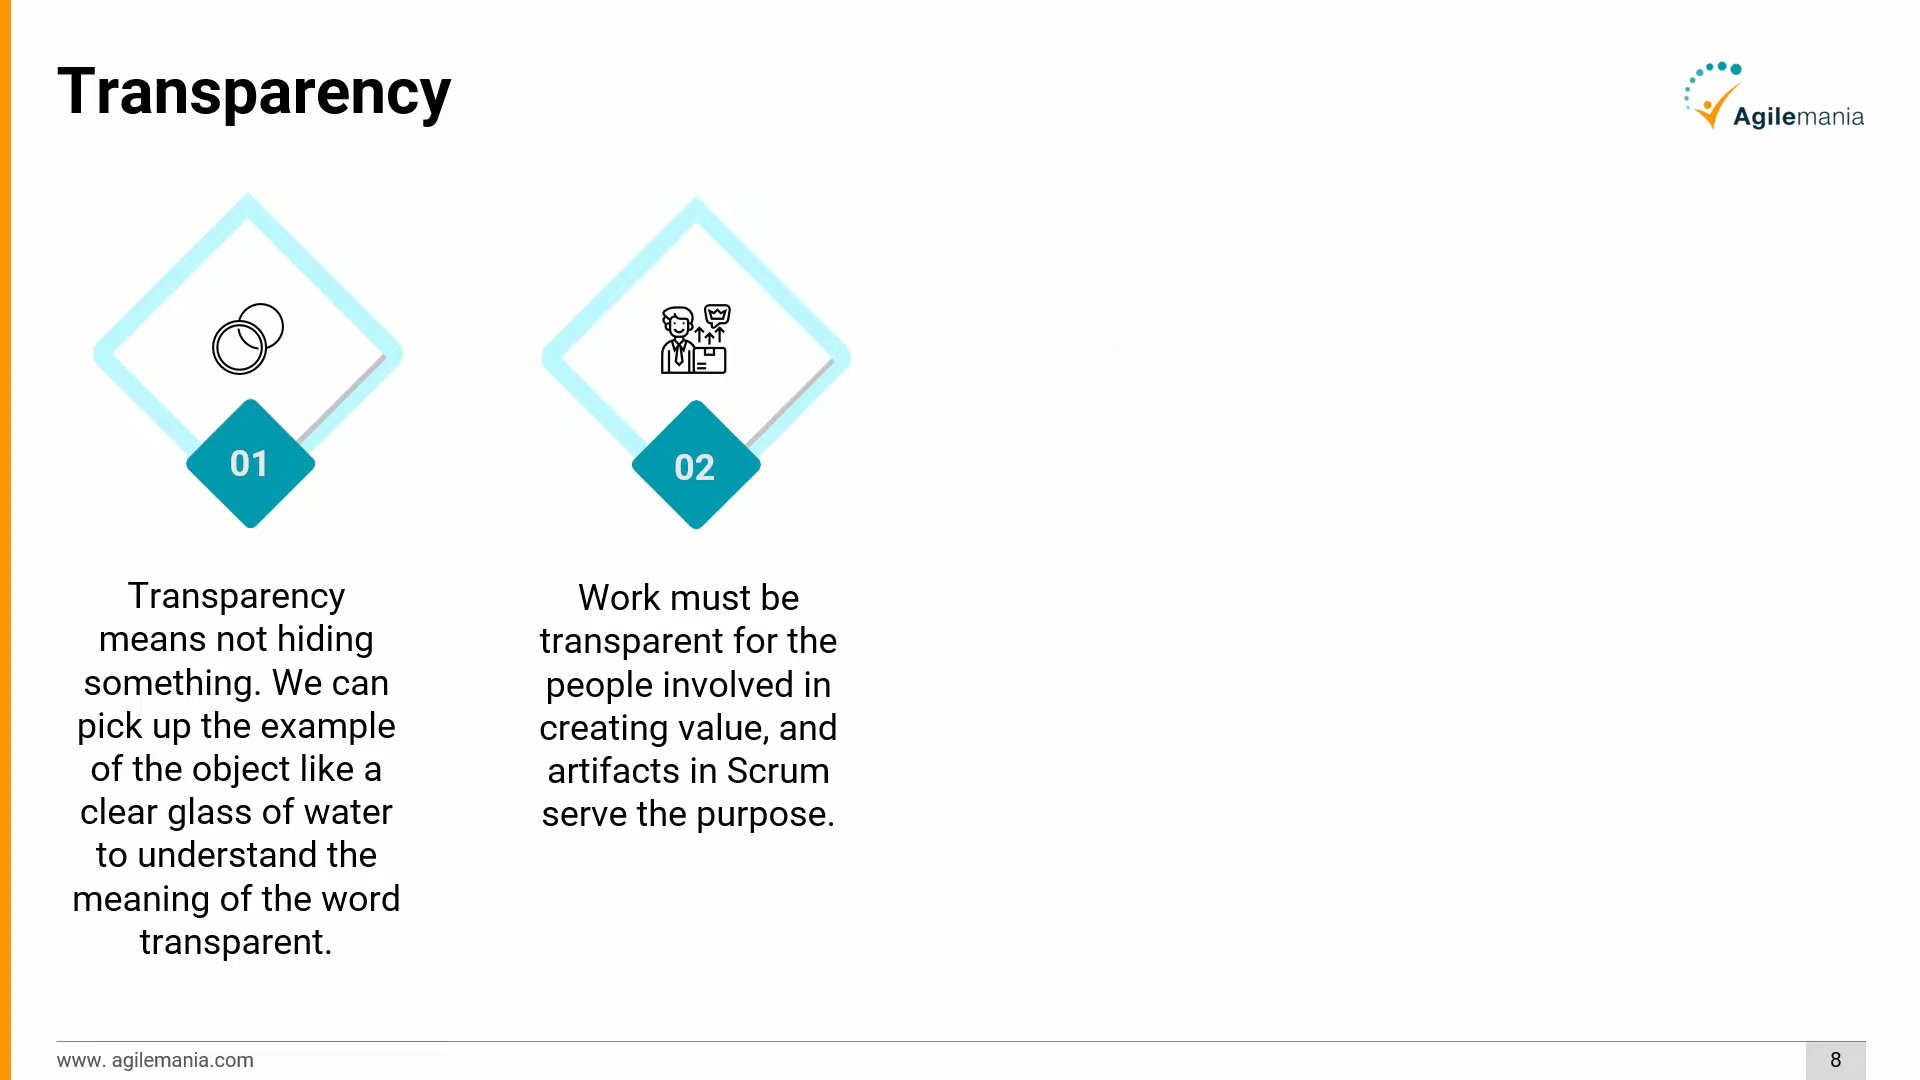 Transparency
Agilemania
01
Transparency
means not hiding
something. We can
pick up the example
of the object like a
clear glass of water
to understand the
meaning of the word
transparent.
02
Work must be
transparent for the
people involved in
creating value, and
artifacts in Scrum
serve the purpose.
www. agilemania.com
8